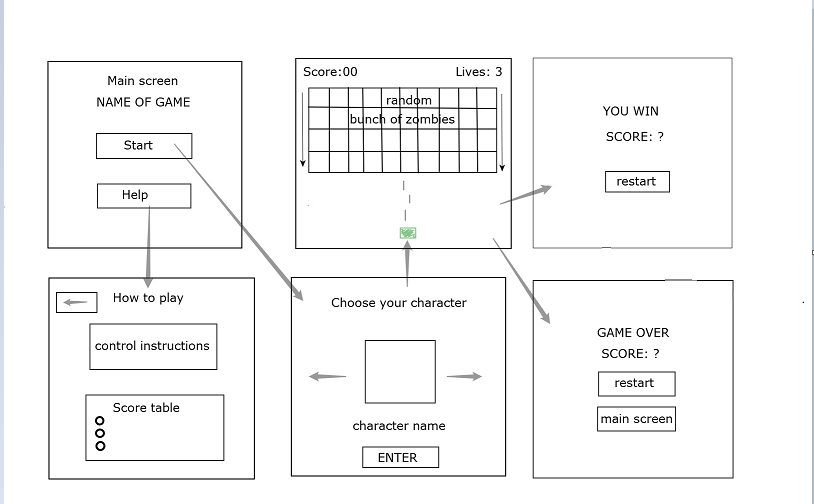 Main screen
NAME OF GAME
Start
Help
Score:00
Lives: 3
random
bunch of zombies
YOU WIN
SCORE: ?
restart
How to play
control instructions
Score table
Choose your character
character name
ENTER
GAME OVER
SCORE: ?
restart
main screen